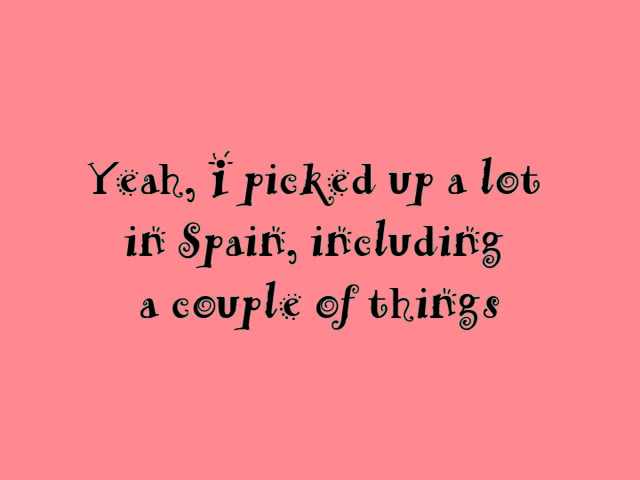 Yeah, I picked up a lot
in Spain, including
a couple of things